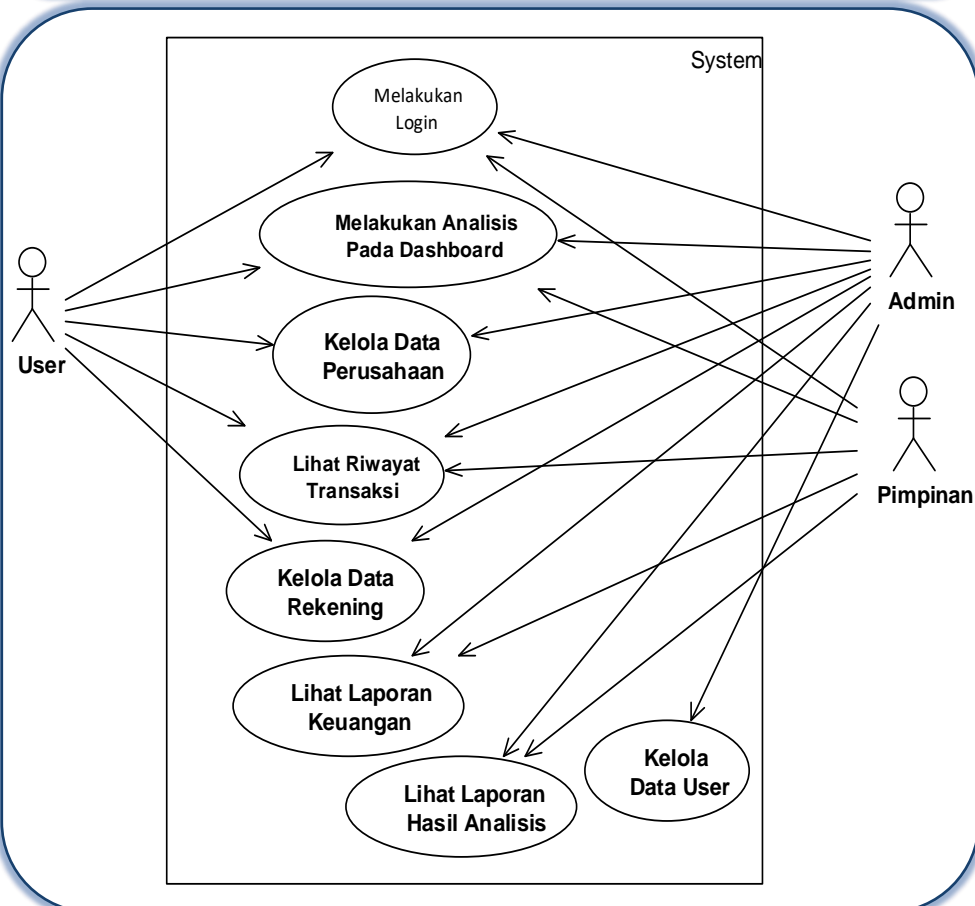 System
Melakukan
Login
Melakukan Analisis
Pada Dashboard
Admin
Kelola Data
Perusahaan
User
Lihat Riwayat
Transaksi
Pimpinan
Kelola Data
Rekening
Lihat Laporan
Keuangan
Kelola
Data User
Lihat Laporan
Hasil Analisis